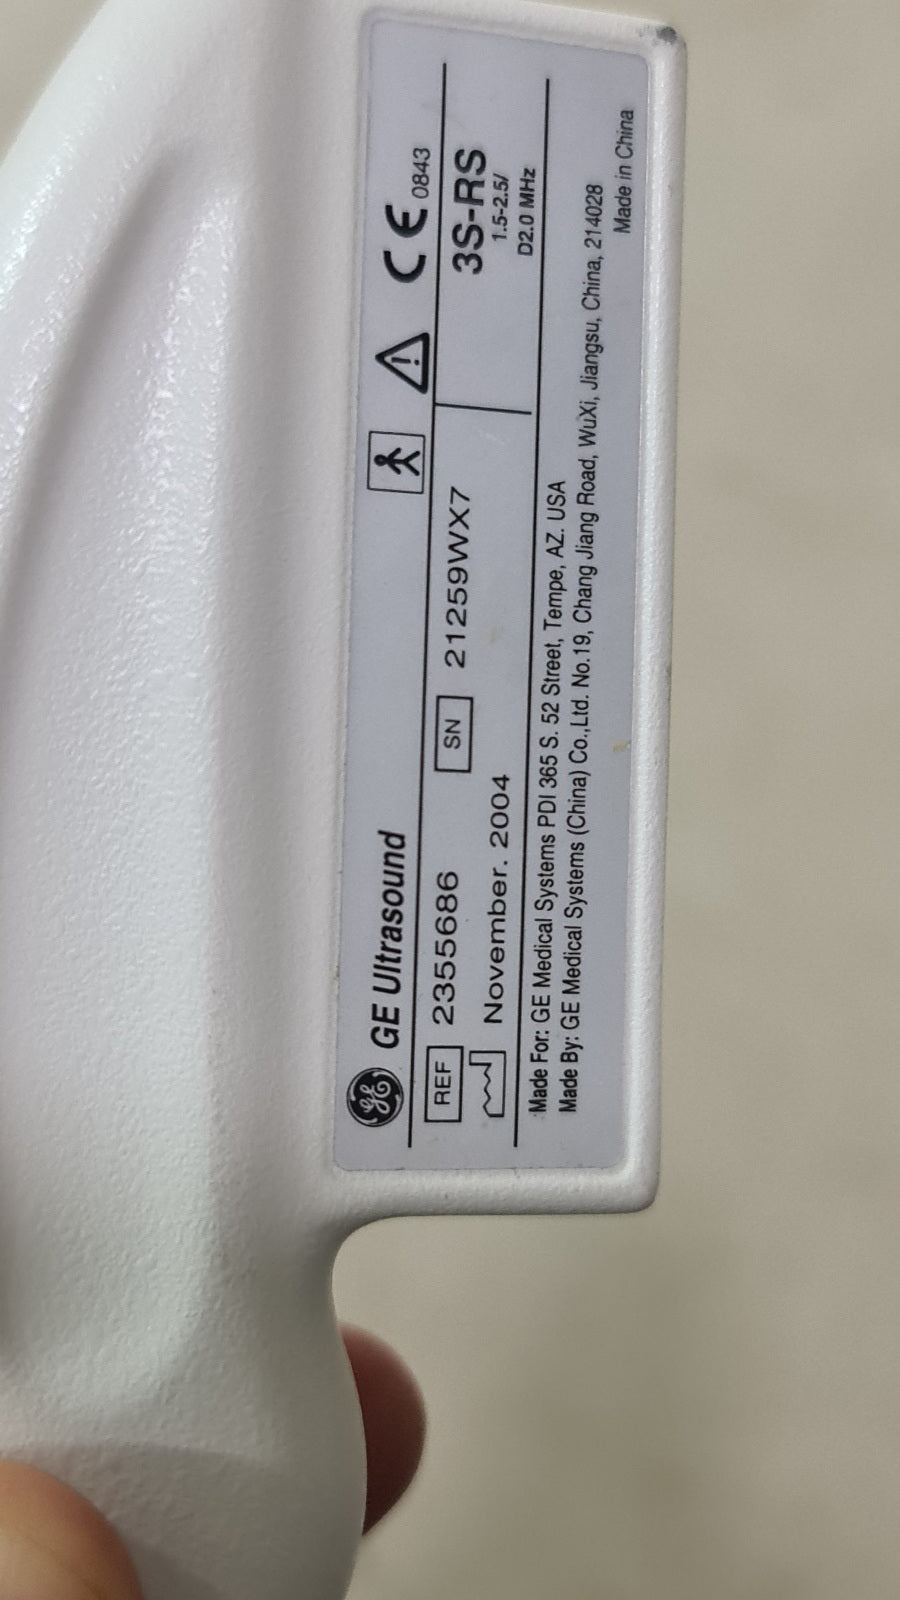 GE Ultrasound
CE 0843
REF 2355686 SN 21259WX7
3S-RS
November. 2004
1.5-2.5/
D2.0 MHz
Made For: GE Medical Systems PDI 365 S. 52 Street, Tempe, AZ. USA
Made By: GE Medical Systems (China) Co.,Ltd. No.19, Chang Jiang Road, WuXi, Jiangsu, China, 214028
Made in China